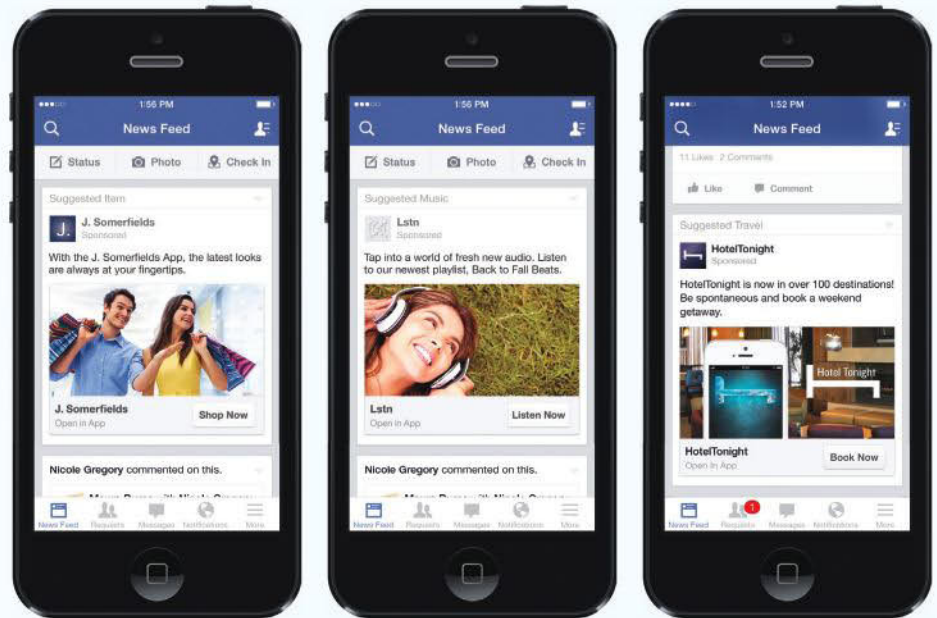 1:56 PM
News Feed
Status Photo Check In
Suggested Item
J.
J. Somerfields
Sponsored
With the J. Somerfields App, the latest looks
are always at your fingertips.
J. Somerfields
Open in App
Shop Now
Nicole Gregory commented on this.
News Feed Requests Messages Notifications More
1:56 PM
News Feed
Status Photo Check In
Suggested Music
Lstn
Sponsored
Tap into a world of fresh new audio. Listen
to our newest playlist, Back to Fall Beats.
Lstn
Open in App
Listen Now
Nicole Gregory commented on this.
News Feed Requests Messages Notifications More
1:52 PM
News Feed
11 Likes 2 Comments
Like Comment
Suggested Travel
HotelTonight
Sponsored
HotelTonight is now in over 100 destinations!
Be spontaneous and book a weekend
getaway.
Hotel Tonight
HotelTonight
Open in App
Book Now
1
News Feed Requests Messages Notifications More